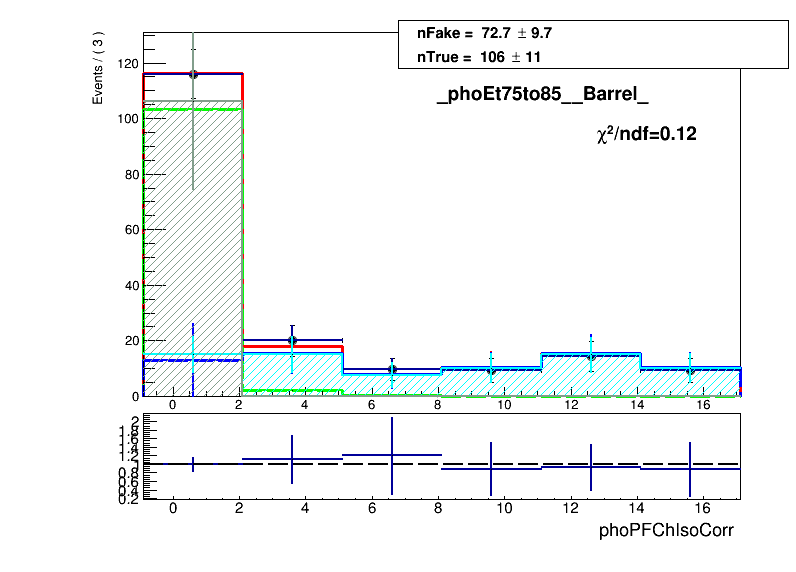 nFake = 72.7 ± 9.7
nTrue = 106 ± 11
Events / ( 3 )
_phoEt75to85__Barrel_
χ²/ndf=0.12
120
100
80
60
40
20
0
0 2 4 6 8 10 12 14 16
2
1.8
1.6
1.4
1.2
1
0.8
0.6
0.4
0.2
0 2 4 6 8 10 12 14 16
phoPFChIsoCorr